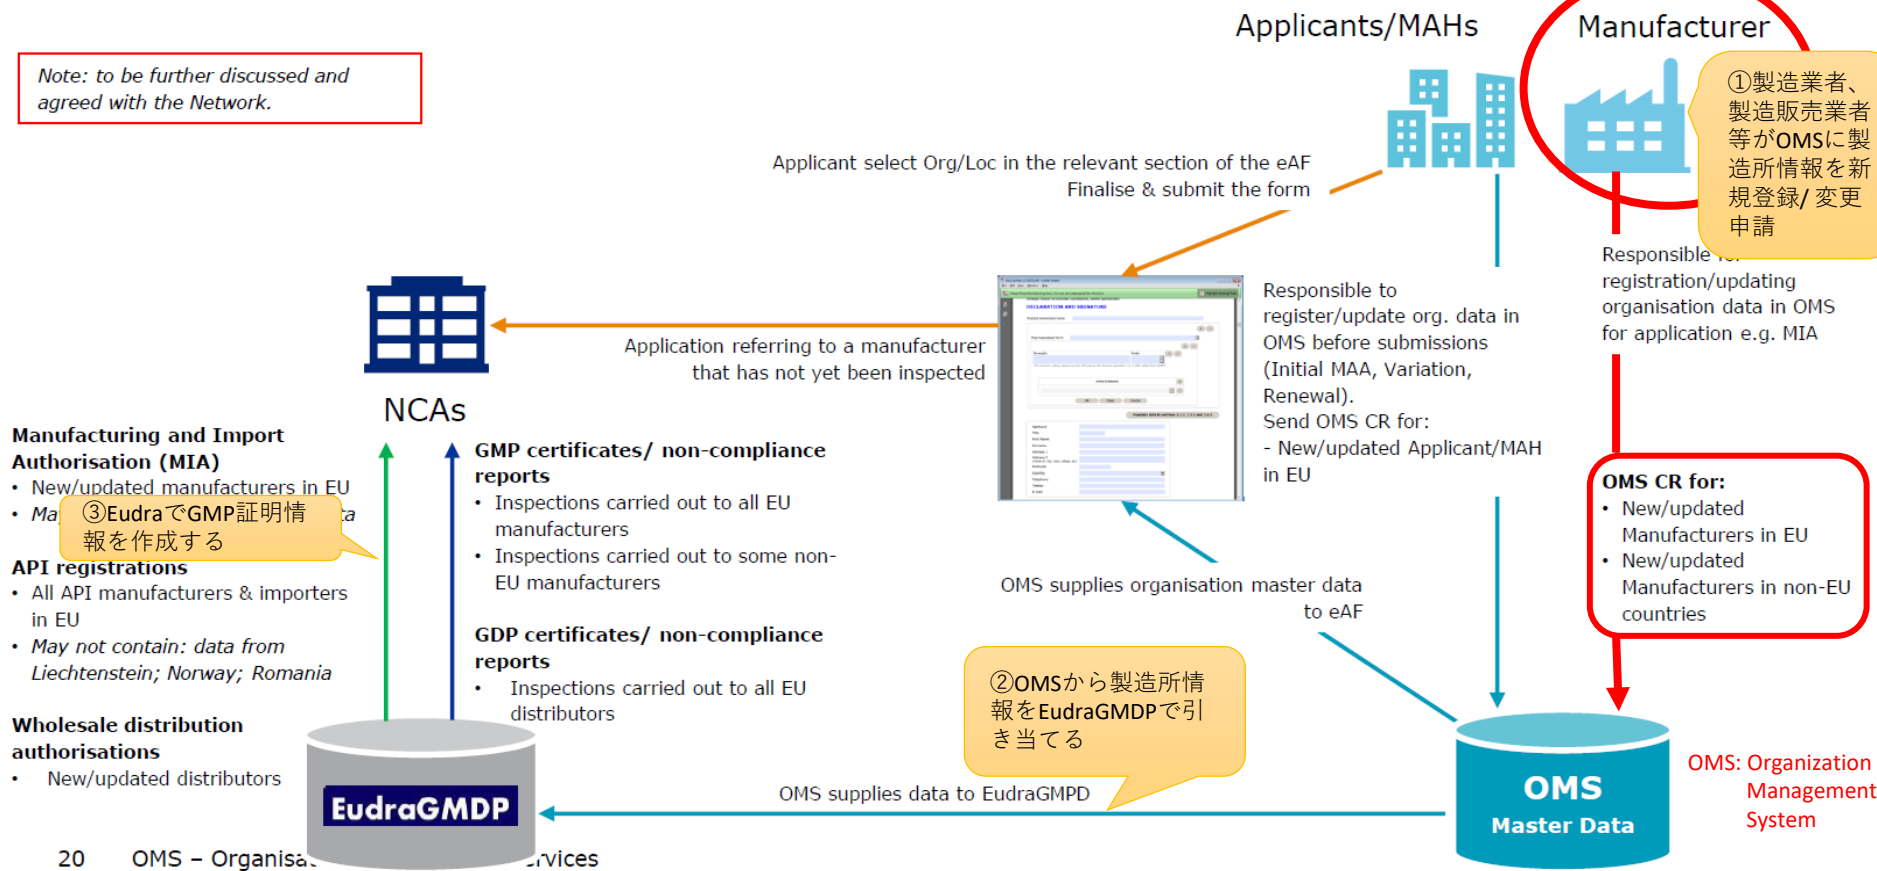 Applicants/MAHs
Manufacturer
Note: to be further discussed and
agreed with the Network.
①製造業者、
製造販売業者
等がOMSに製
造所情報を新
規登録/ 変更
申請
Applicant select Org/Loc in the relevant section of the eAF
Finalise & submit the form
Responsible for
registration/updating
organisation data in OMS
for application e.g. MIA
Responsible to
register/update org. data in
OMS before submissions
(Initial MAA, Variation,
Renewal).
Send OMS CR for:
- New/updated Applicant/MAH
in EU
DECLARATION AND SIGNATURE
Application referring to a manufacturer
that has not yet been inspected
NCAs
Manufacturing and Import
Authorisation (MIA)
• New/updated manufacturers in EU
• Ma
ta
③EudraでGMP証明情
報を作成する
API registrations
• All API manufacturers & importers
in EU
• May not contain: data from
Liechtenstein; Norway; Romania
Wholesale distribution
authorisations
• New/updated distributors
GMP certificates/ non-compliance
reports
• Inspections carried out to all EU
manufacturers
• Inspections carried out to some non-
EU manufacturers
GDP certificates/ non-compliance
reports
• Inspections carried out to all EU
distributors
OMS CR for:
• New/updated
Manufacturers in EU
• New/updated
Manufacturers in non-EU
countries
OMS supplies organisation master data
to eAF
②OMSから製造所情
報をEudraGMDPで引
き当てる
OMS supplies data to EudraGMPD
EudraGMDP
OMS
Master Data
OMS: Organization
Management
System
20 OMS – Organisa
rvices